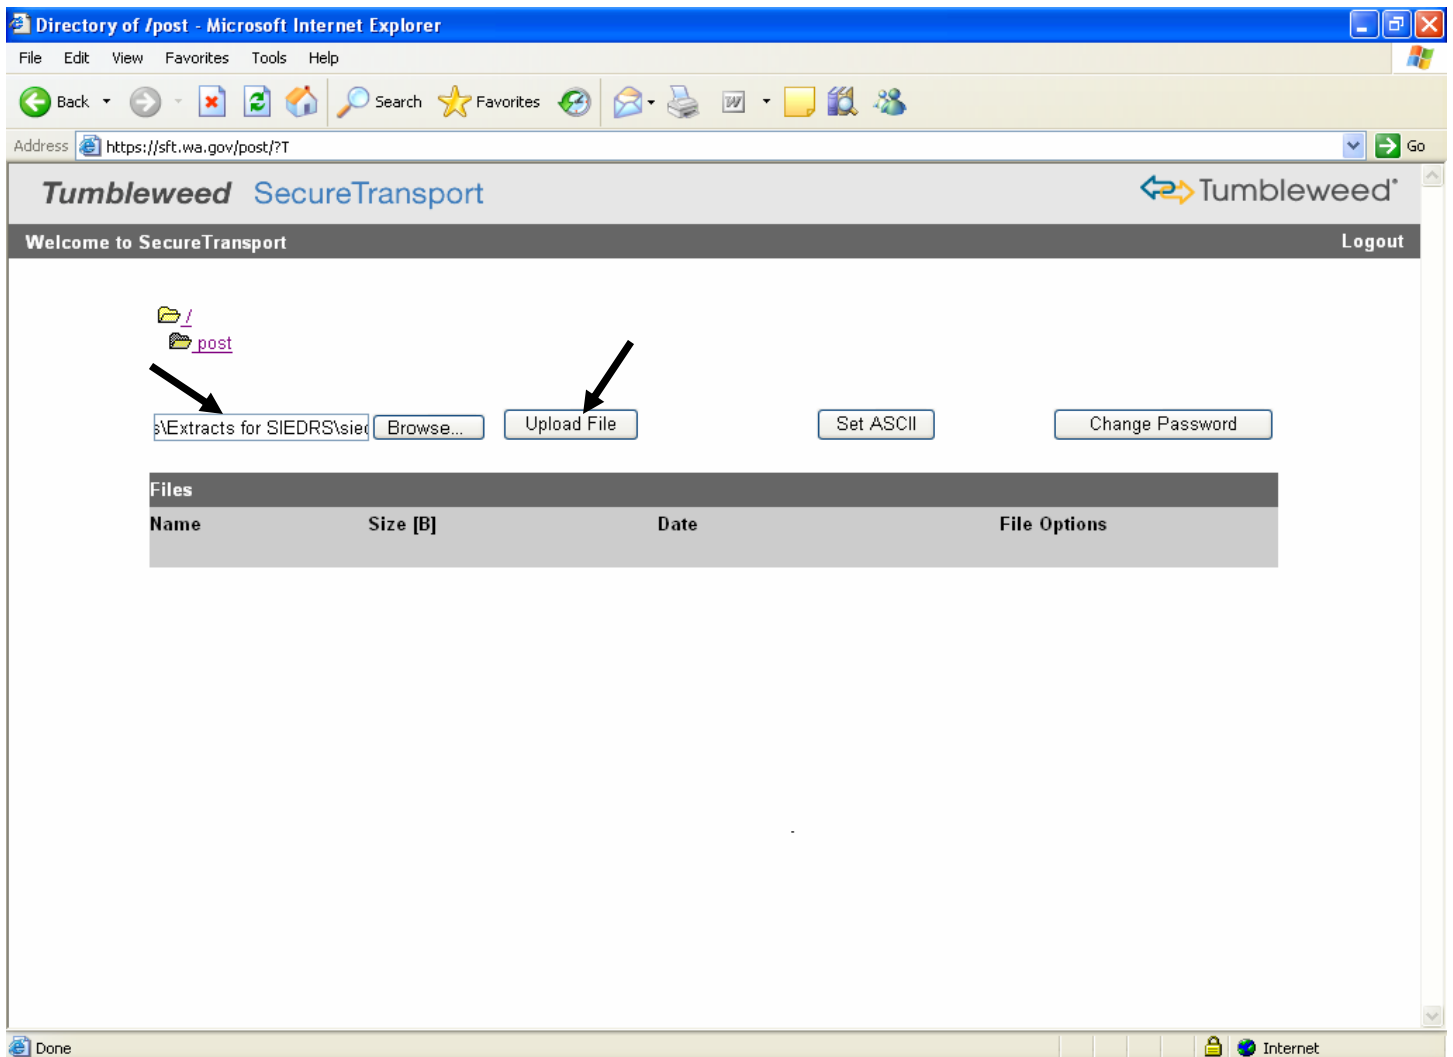 Directory of /post - Microsoft Internet Explorer
File Edit View Favorites Tools Help
Back Search Favorites
Address https://sft.wa.gov/post/?T Go
Tumbleweed SecureTransport Tumbleweed
Welcome to SecureTransport Logout
/
post
s\Extracts for SIEDRS\sied Browse... Upload File Set ASCII Change Password
Files
Name Size [B] Date File Options
Done Internet